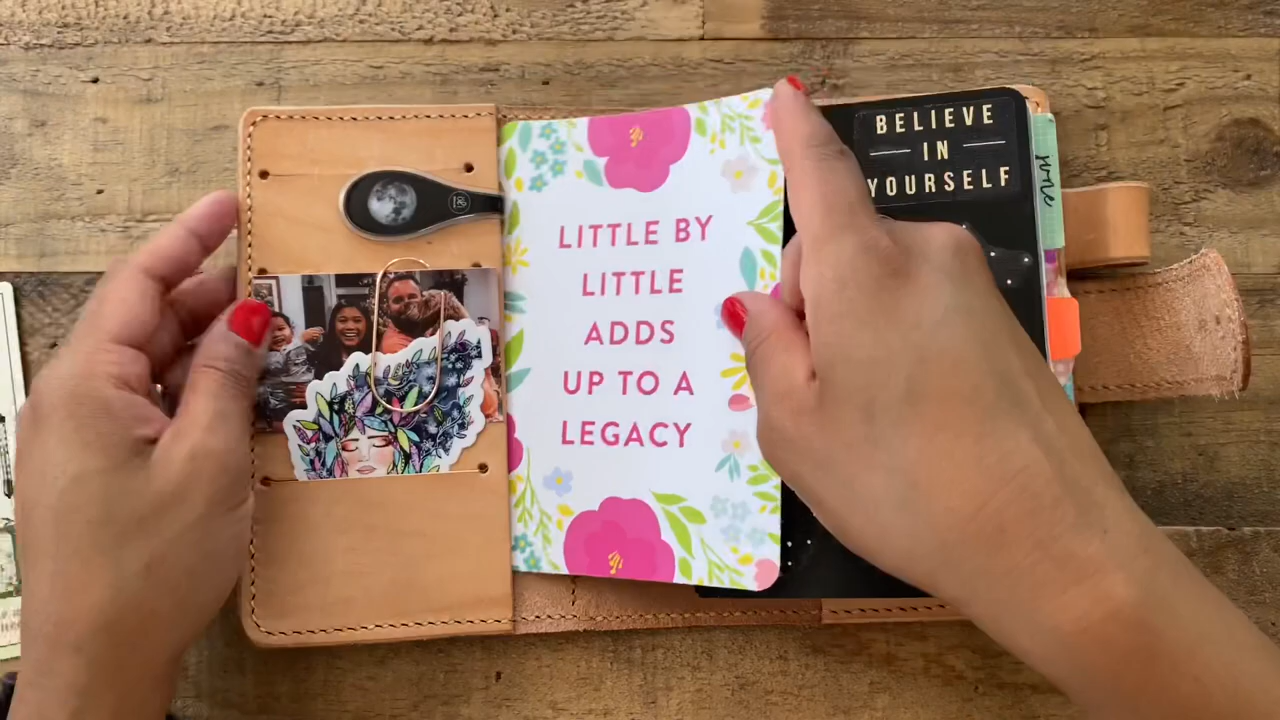 LITTLE BY
LITTLE
ADDS
UP TO A
LEGACY
BELIEVE
IN
YOURSELF